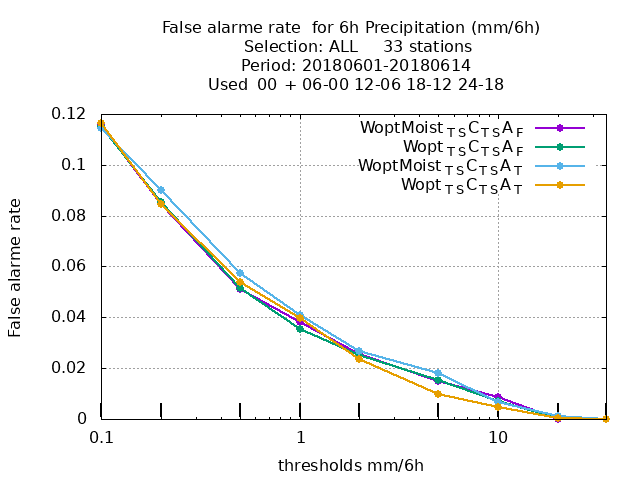 False alarme rate  for 6h Precipitation (mm/6h)
Selection: ALL     33 stations
Period: 20180601-20180614
Used  00 + 06-00 12-06 18-12 24-18
0.12
0.1
0.08
0.06
0.04
0.02
0
False alarme rate
WoptMoist TS C TS A F
Wopt TS C TS A F
WoptMoist TS C TS A T
Wopt TS C TS A T
0.1
1
10
thresholds mm/6h